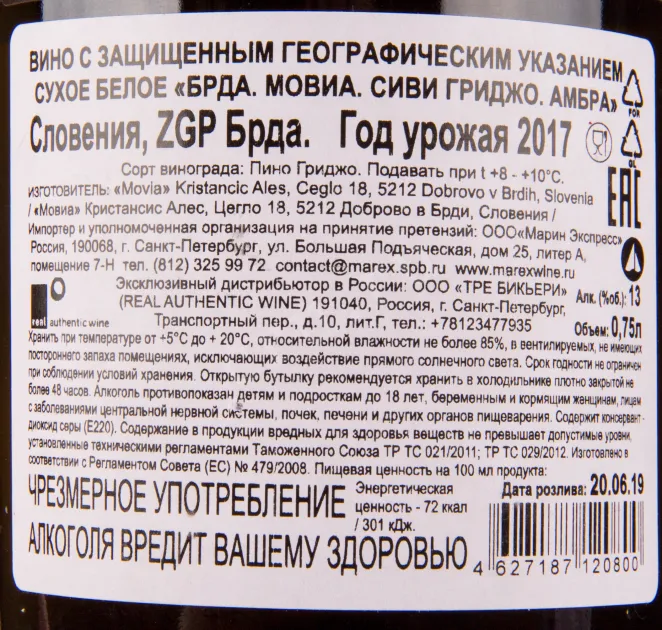 ВИНО С ЗАЩИЩЕННЫМ ГЕОГРАФИЧЕСКИМ УКАЗАНИЕМ
СУХОЕ БЕЛОЕ «БРДА. МОВИА. СИВИ ГРИДЖО. АМБРА»
FOR
Словения, ZGP Брда. Год урожая 2017
GL
Сорт винограда: Пино Гриджо. Подавать при t +8 - +10°С.
ИЗГОТОВИТЕЛЬ: «Movia» Kristancic Ales, Ceglo 18, 5212 Dobrovo v Brdih, Slovenia
/ «Мовиа» Кристансис Алес, Цегло 18, 5212 Доброво в Брди, Словения /
EAC
Импортер и уполномоченная организация на принятие претензий: ООО«Марин Экспресс»
Россия, 190068, г. Санкт-Петербург, ул. Большая Подъяческая, дом 25, литер А,
помещение 7-Н тел. (812) 325 99 72 contact@marex.spb.ru www.marexwine.ru
Эксклюзивный дистрибьютор в России: ООО «ТРЕ БИКЬЕРИ»
Алк. (%об.): 13
(REAL AUTHENTIC WINE) 191040, Россия, г. Санкт-Петербург,
real authentic wine
Транспортный пер., д.10, лит.Г, тел.: +78123477935
Объем: 0,75л
Хранить при температуре от +5°С до + 20°С, относительной влажности не более 85%, в вентилируемых, не имеющих
постороннего запаха помещениях, исключающих воздействие прямого солнечного света. Срок годности не ограничен
при соблюдении условий хранения. Открытую бутылку рекомендуется хранить в холодильнике плотно закрытой не
более 48 часов. Алкоголь противопоказан детям и подросткам до 18 лет, беременным и кормящим женщинам, лицам
с заболеваниями центральной нервной системы, почек, печени и других органов пищеварения. Содержит консервант-
диоксид серы (Е220). Содержание в продукции вредных для здоровья веществ не превышает допустимые уровни,
установленные техническими регламентами Таможенного Союза ТР ТС 021/2011; ТР ТС 029/2012. Изготовлено в
соответствии с Регламентом Совета (ЕС) № 479/2008. Пищевая ценность на 100 мл продукта:
ЧРЕЗМЕРНОЕ УПОТРЕБЛЕНИЕ
АЛКОГОЛЯ ВРЕДИТ ВАШЕМУ ЗДОРОВЬЮ
Энергетическая
ценность - 72 ккал
/ 301 кДж.
Дата розлива: 20.06.19
4 627187 120800